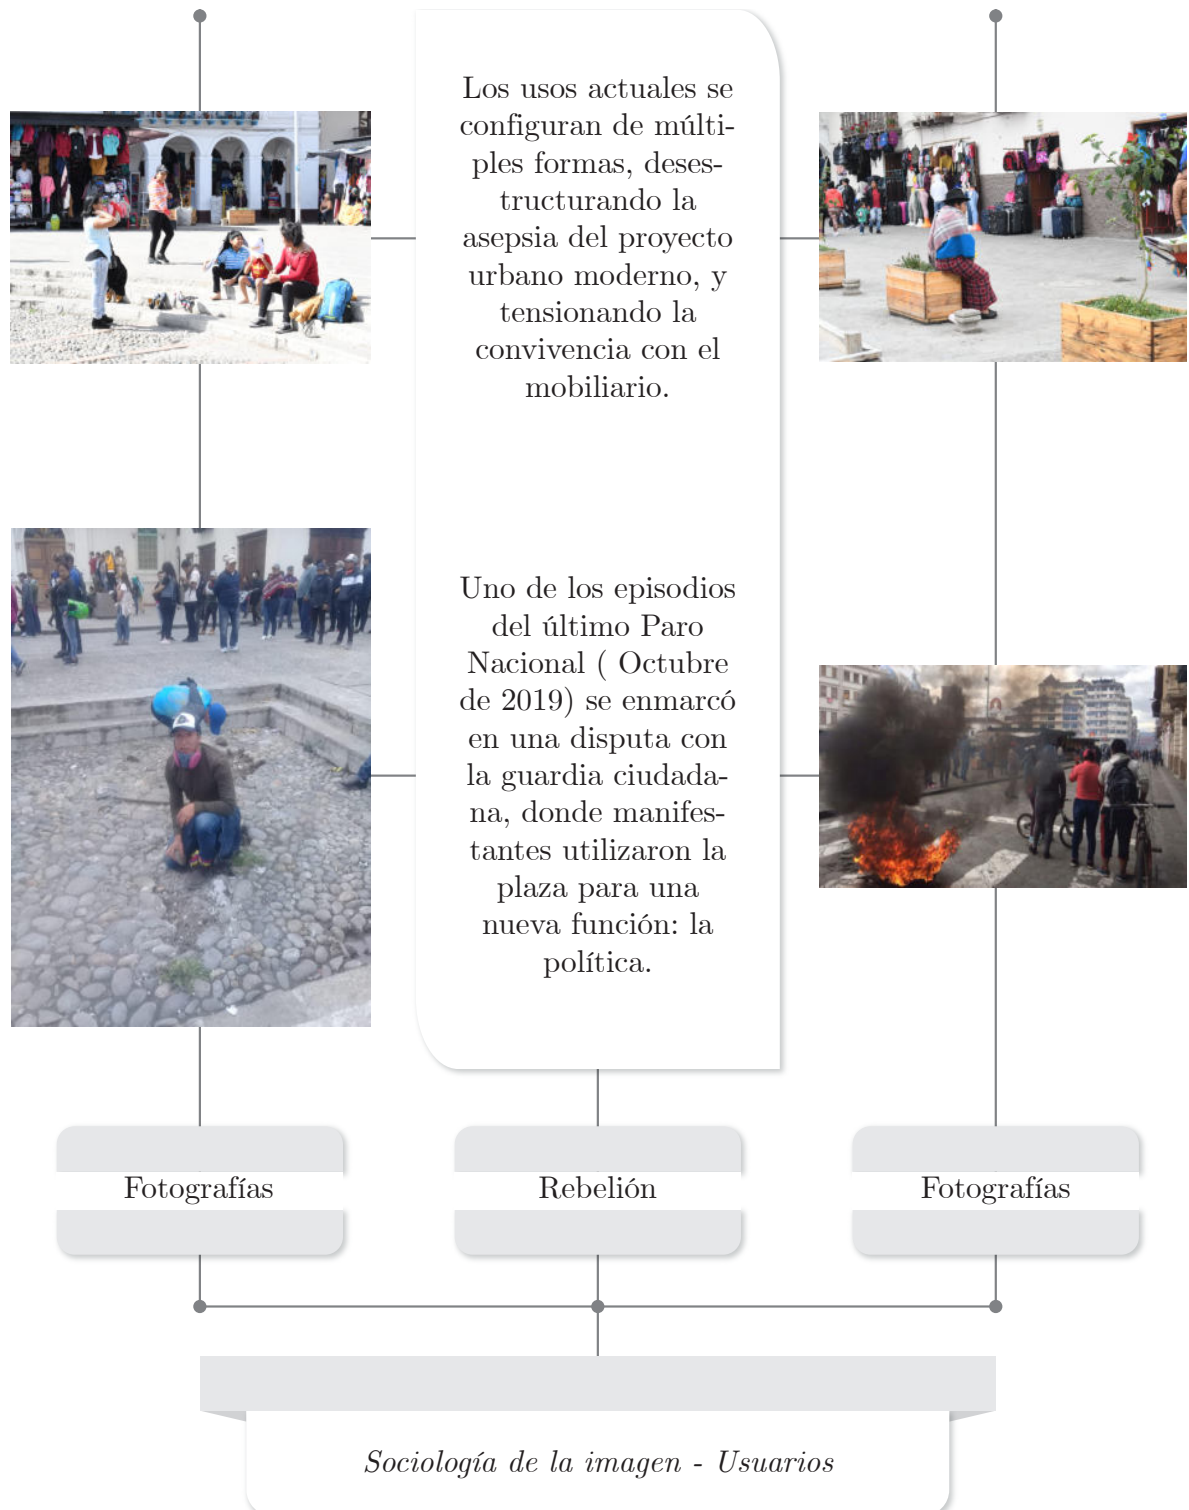 Los usos actuales se
configuran de múlti-
ples formas, deses-
tructurando la
asepsia del proyecto
urbano moderno, y
tensionando la
convivencia con el
mobiliario.
Uno de los episodios
del último Paro
Nacional ( Octubre
de 2019) se enmarcó
en una disputa con
la guardia ciudada-
na, donde manifes-
tantes utilizaron la
plaza para una
nueva función: la
política.
Fotografías
Rebelión
Fotografías
Sociología de la imagen - Usuarios